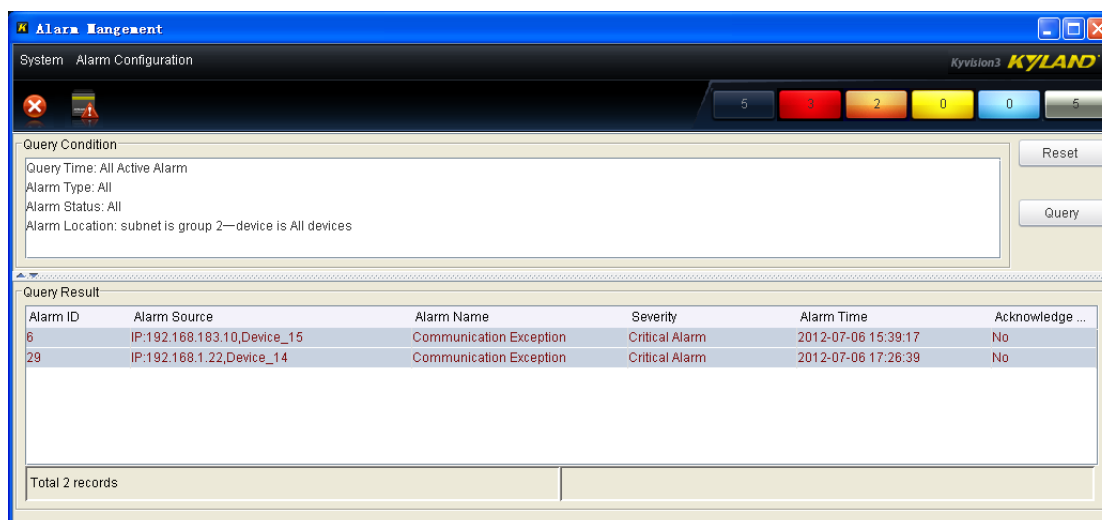 Alarm Mangement
System Alarm Configuration
Kyvision3 KYLAND
5 3 2 0 0 5
Query Condition
Reset
Query Time: All Active Alarm
Alarm Type: All
Alarm Status: All
Query
Alarm Location: subnet is group 2—device is All devices
Query Result
Alarm ID Alarm Source Alarm Name Severity Alarm Time Acknowledge ...
6 IP:192.168.183.10,Device_15 Communication Exception Critical Alarm 2012-07-06 15:39:17 No
29 IP:192.168.1.22,Device_14 Communication Exception Critical Alarm 2012-07-06 17:26:39 No
Total 2 records